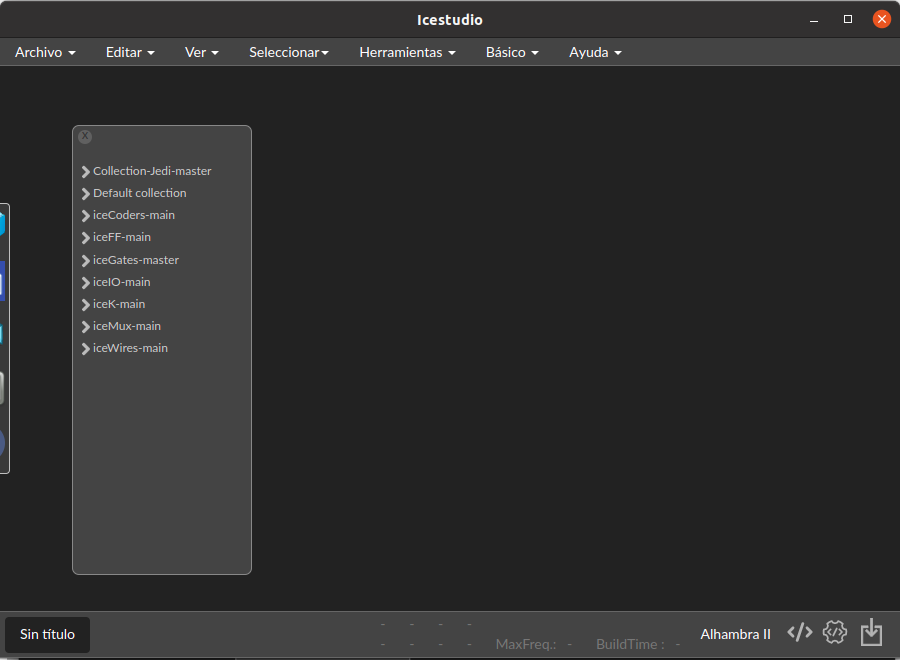 Icestudio
Archivo Editar Ver Seleccionar Herramientas Básico Ayuda
X
Collection-Jedi-master
Default collection
iceCoders-main
iceFF-main
iceGates-master
iceIO-main
iceK-main
iceMux-main
iceWires-main
- - - -
Sin título - - - - MaxFreq.: - BuildTime : - Alhambra II